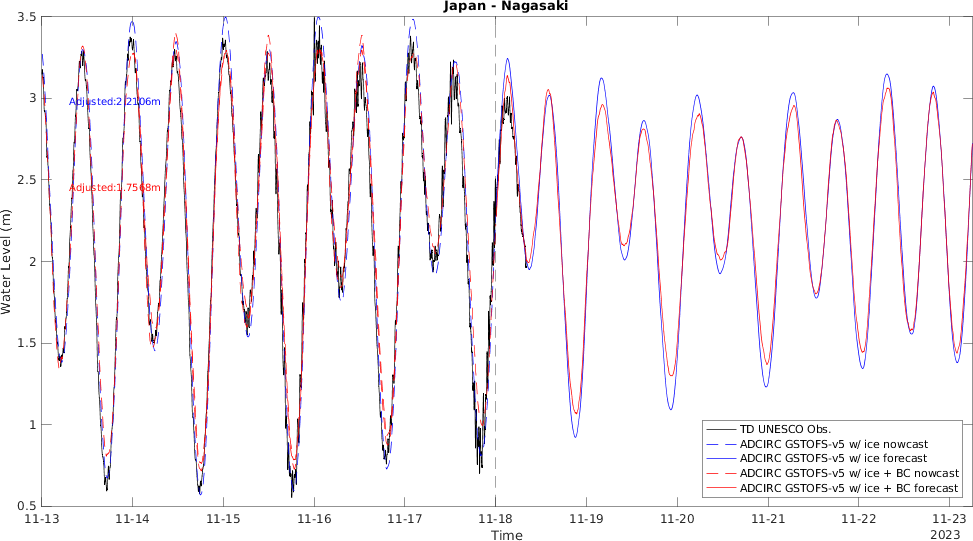 Japan - Nagasaki
3.5
3
2.5
2
1.5
1
0.5
Water Level (m)
Adjusted:2.2106m
Adjusted:1.7568m
TD UNESCO Obs.
ADCIRC GSTOFS-v5 w/ ice nowcast
ADCIRC GSTOFS-v5 w/ ice forecast
ADCIRC GSTOFS-v5 w/ ice + BC nowcast
ADCIRC GSTOFS-v5 w/ ice + BC forecast
11-13 11-14 11-15 11-16 11-17 11-18 11-19 11-20 11-21 11-22 11-23
Time
2023